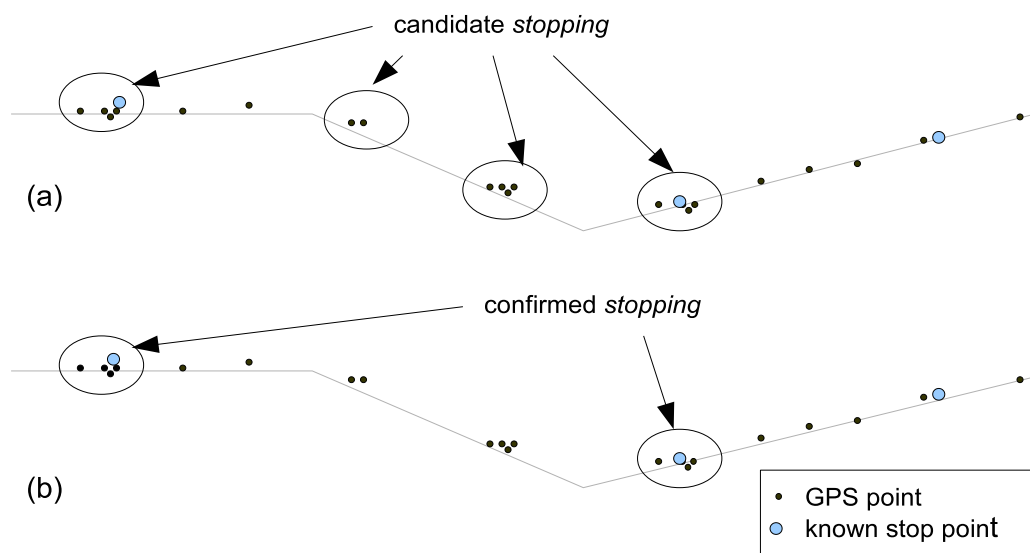 candidate stopping
(a)
confirmed stopping
(b)
GPS point
known stop point